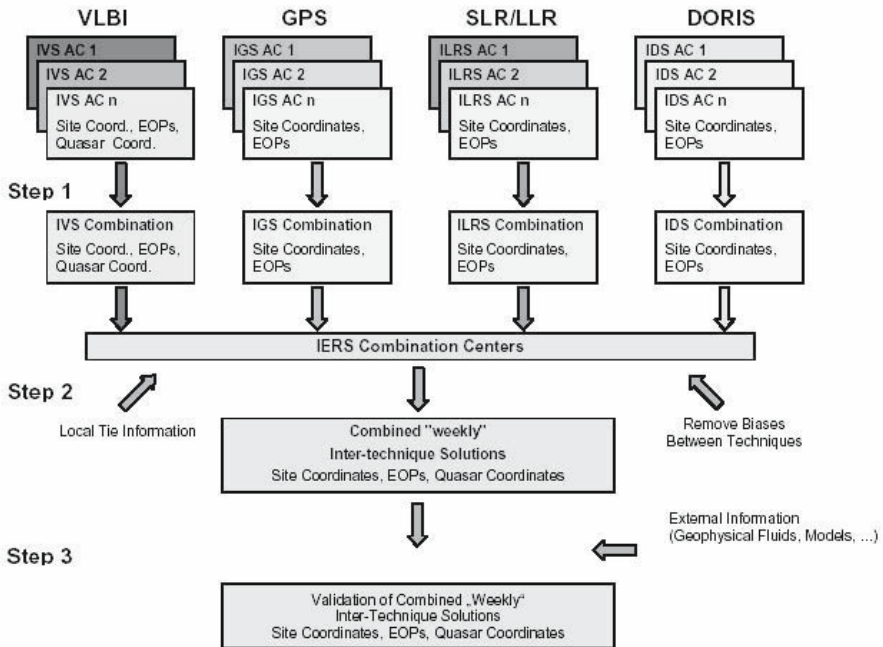 VLBI
GPS
SLR/LLR
DORIS
IVS AC 1
IVS AC 2
IVS AC n
Site Coord., EOPs,
Quasar Coord.
IGS AC 1
IGS AC 2
IGS AC n
Site Coordinates,
EOPs
ILRS AC 1
ILRS AC 2
ILRS AC n
Site Coordinates,
EOPs
IDS AC 1
IDS AC 2
IDS AC n
Site Coordinates,
EOPs
Step 1
IVS Combination
Site Coord., EOPs,
Quasar Coord.
IGS Combination
Site Coordinates,
EOPs
ILRS Combination
Site Coordinates,
EOPs
IDS Combination
Site Coordinates,
EOPs
IERS Combination Centers
Step 2
Local Tie Information
Remove Biases
Between Techniques
Combined "weekly"
Inter-technique Solutions
Site Coordinates, EOPs, Quasar Coordinates
External Information
(Geophysical Fluids, Models, ...)
Step 3
Validation of Combined „Weekly“
Inter-Technique Solutions
Site Coordinates, EOPs, Quasar Coordinates